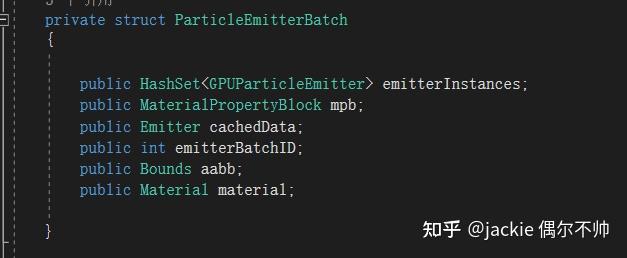 private struct ParticleEmitterBatch
{
public HashSet<GPUParticleEmitter> emitterInstances;
public MaterialPropertyBlock mpb;
public Emitter cachedData;
public int emitterBatchID;
public Bounds aabb;
public Material material;
}
知乎 @jackie 偶尔不帅